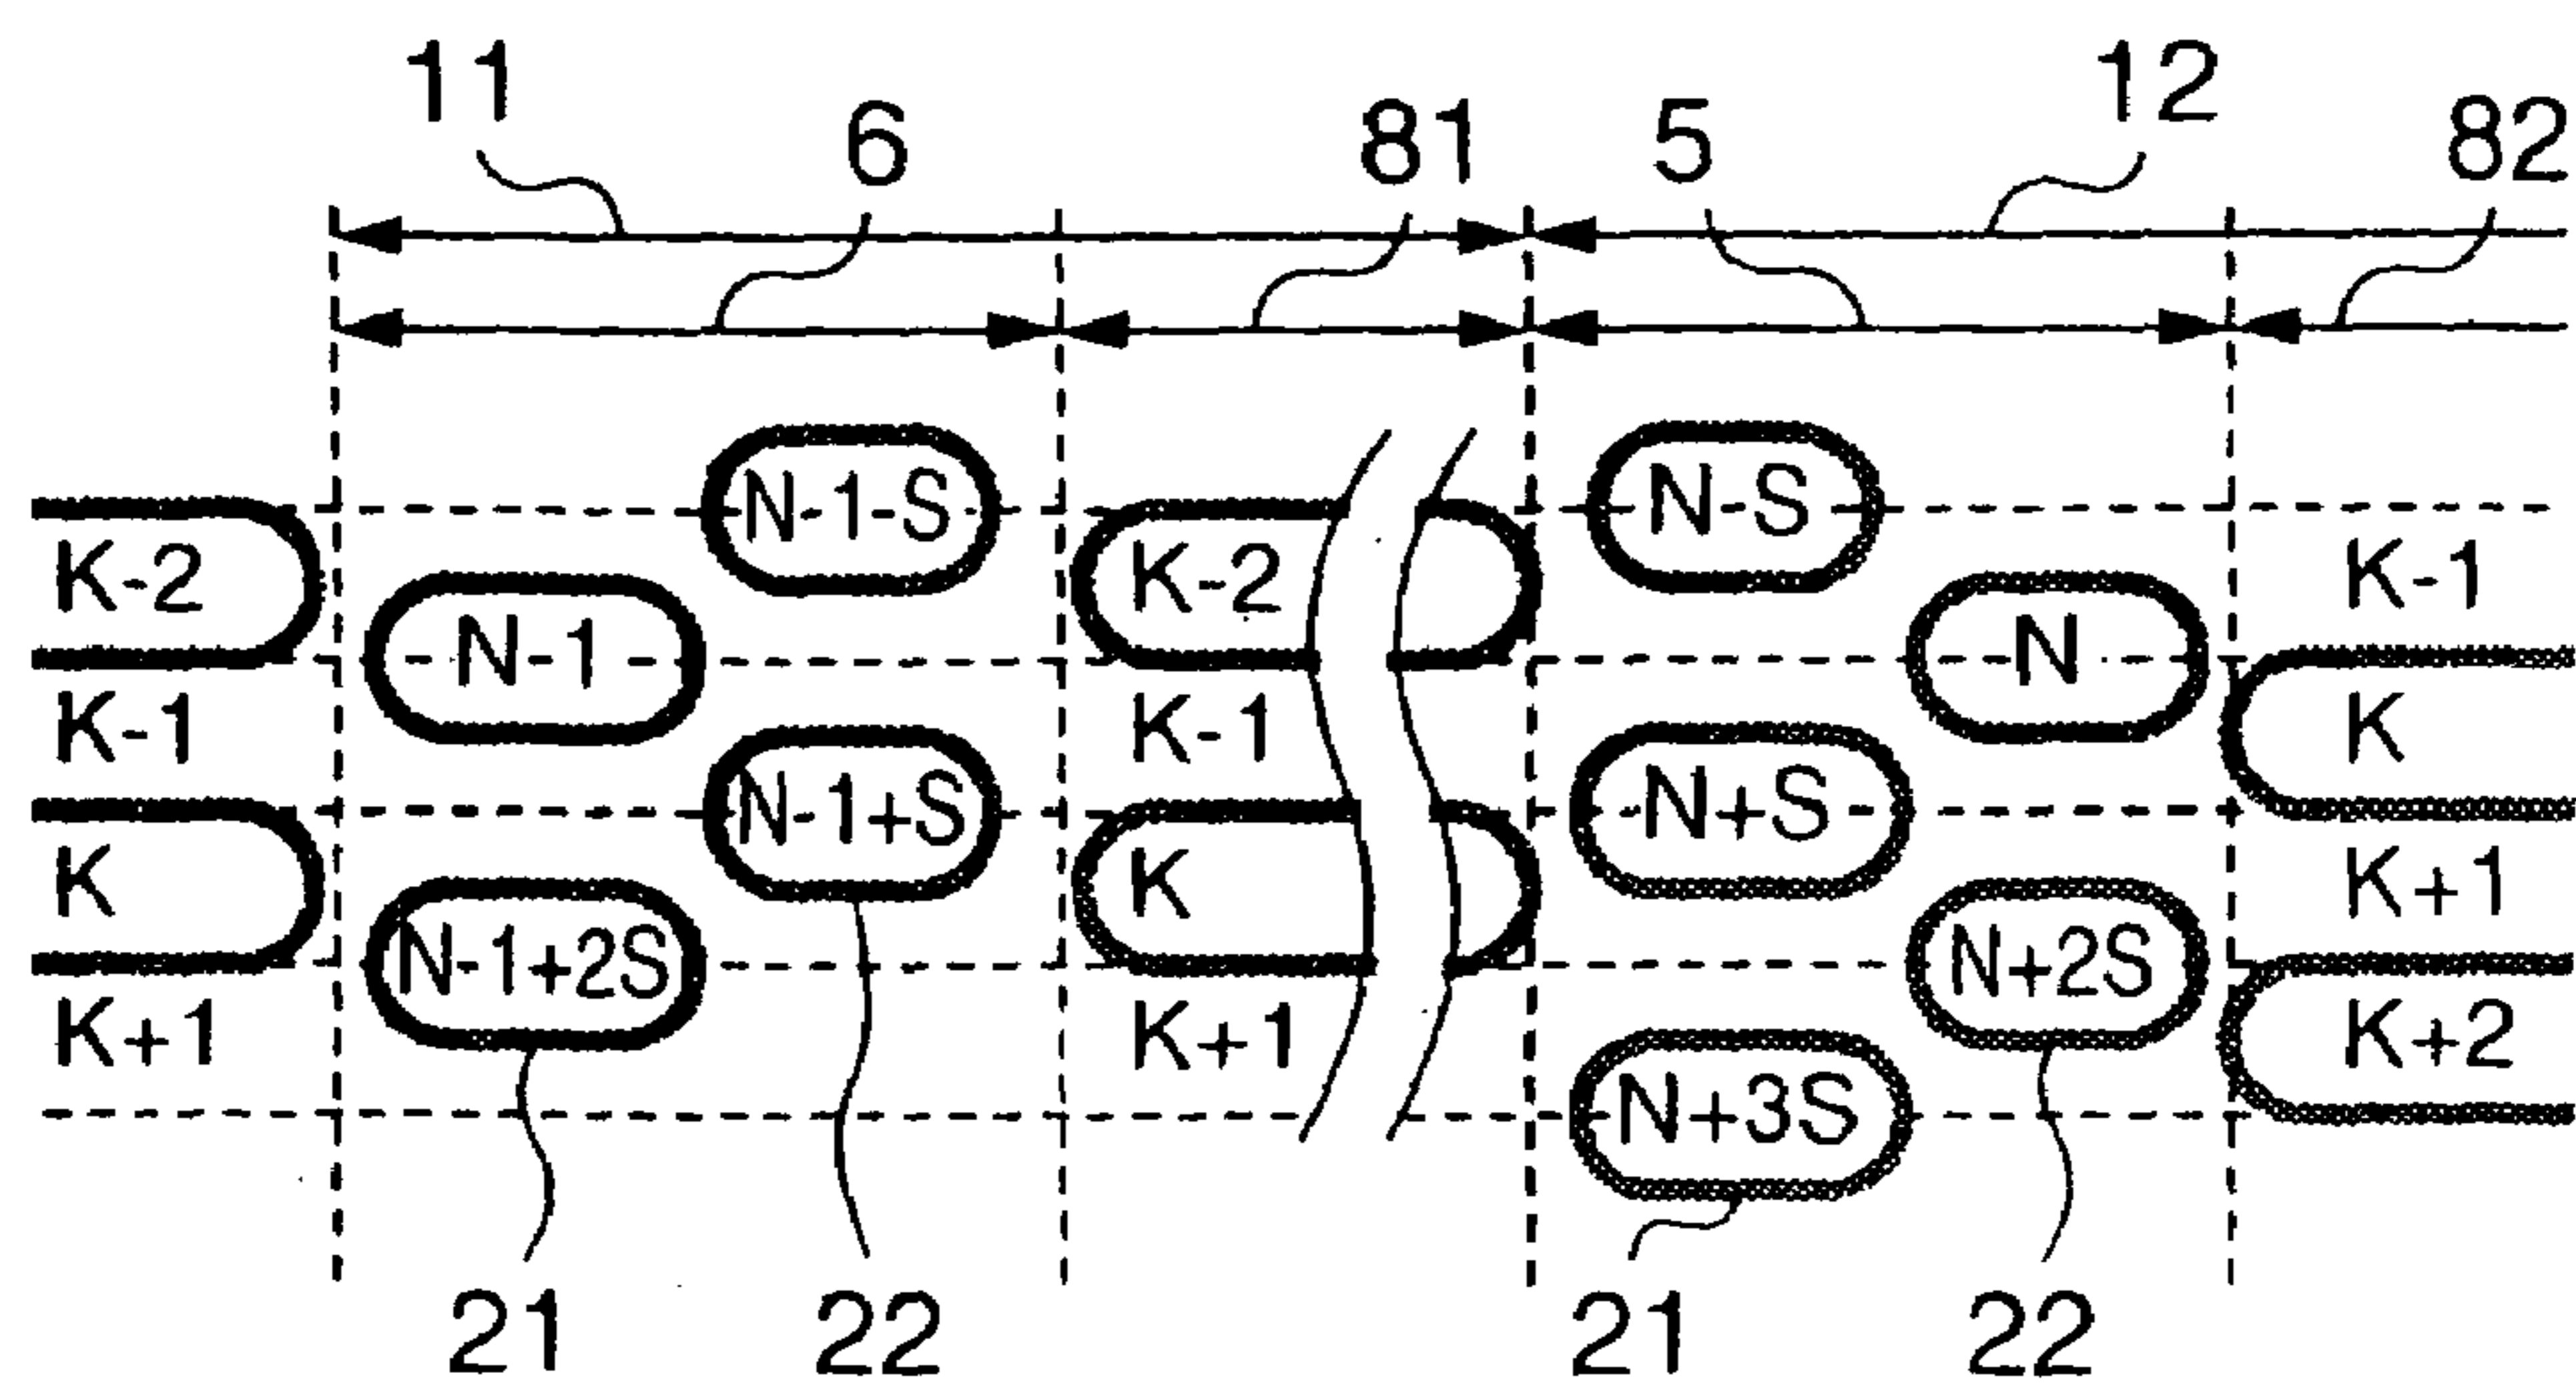 11 12
6 81 5 82
N-1-S N-S
K-2 K-2 K-1
N-1 N
K-1 K-1 K
N-1+S N+S
K K K+1
N-1+2S N+2S
K+1 K+1 K+2
N+3S
21 22 21 22